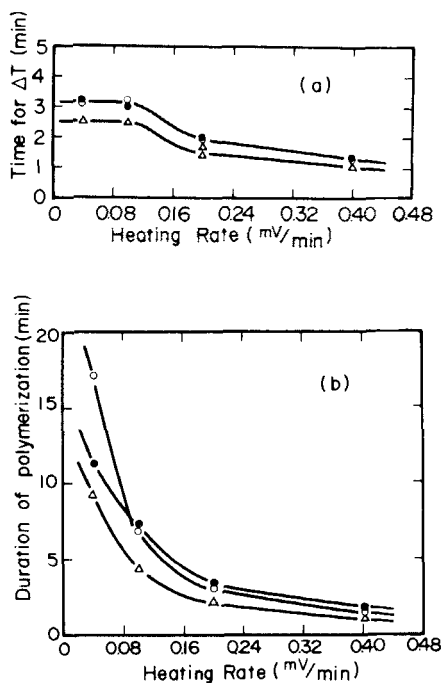 Time for ΔT (min)
5
4
3
2
1
0
(a)
0 0.08 0.16 0.24 0.32 0.40 0.48
Heating Rate (mV/min)
Duration of polymerization (min)
20
15
10
5
0
(b)
0 0.08 0.16 0.24 0.32 0.40 0.48
Heating Rate (mV/min)